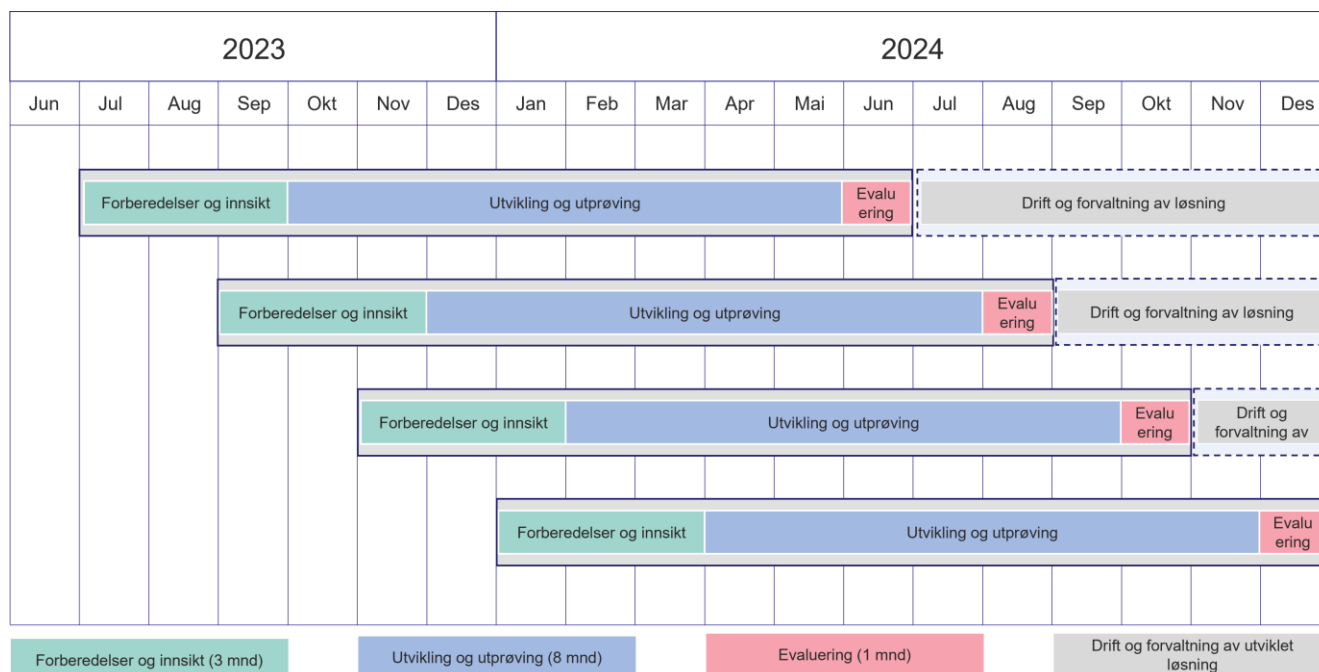 2023 2024
Jun Jul Aug Sep Okt Nov Des Jan Feb Mar Apr Mai Jun Jul Aug Sep Okt Nov Des
Forberedelser og innsikt Utvikling og utprøving Evalu
ering Drift og forvaltning av løsning
Forberedelser og innsikt Utvikling og utprøving Evalu
ering Drift og forvaltning av løsning
Forberedelser og innsikt Utvikling og utprøving Evalu
ering Drift og
forvaltning av
Forberedelser og innsikt Utvikling og utprøving Evalu
ering
Forberedelser og innsikt (3 mnd) Utvikling og utprøving (8 mnd) Evaluering (1 mnd) Drift og forvaltning av utviklet
løsning